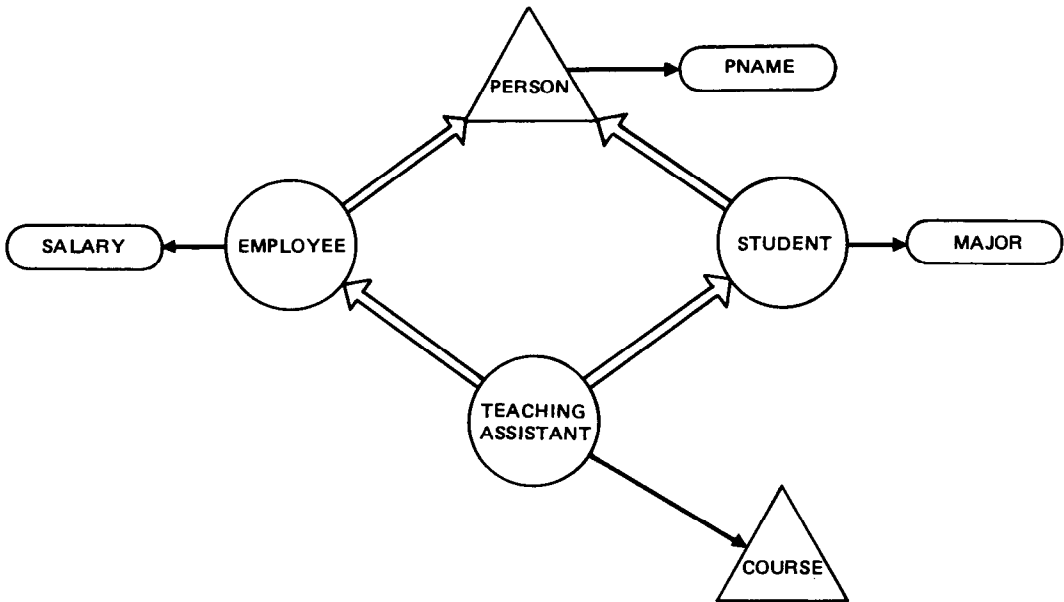 PNAME
PERSON
SALARY
EMPLOYEE
STUDENT
MAJOR
TEACHING
ASSISTANT
COURSE